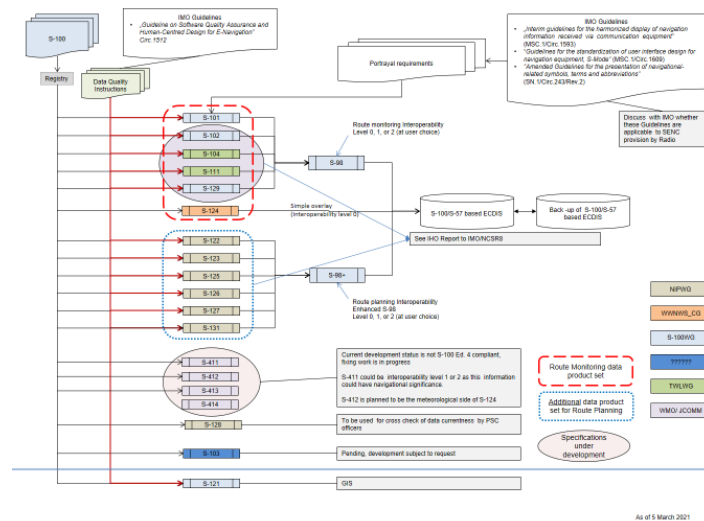 S-100
IMO Guidelines
• „Guideline on Software Quality Assurance and
Human-Centred Design for E-Navigation"
Circ.1512
Registry
Data Quality
Instructions
Portrayal requirements
IMO Guidelines
• „Interim guidelines for the harmonized display of navigation
information received via communication equipment"
(MSC.1/Circ.1593)
• "Guidelines for the standardization of user interface design for
navigation equipment, S-Mode" (MSC.1/Circ.1609)
• "Amended Guidelines for the presentation of navigational-
related symbols, terms and abbreviations"
(SN.1/Circ.243/Rev.2)
Discuss with IMO whether
these Guidelines are
applicable to SENC
provision by Radio
S-101
S-102
S-104
S-111
S-129
S-124
Route monitoring Interoperability
Level 0, 1, or 2 (at user choice)
S-98
Simple overlay
(Interoperability level 0)
S-100/S-57 based ECDIS
Back-up of S-100/S-57
based ECDIS
See IHO Report to IMO/NCSR8
S-122
S-123
S-125
S-126
S-127
S-131
S-98+
Route planning Interoperability
Enhanced S-98
Level 0, 1, or 2 (at user choice)
S-411
S-412
S-413
S-414
Current development status is not S-100 Ed. 4 compliant,
fixing work is in progress
S-411 could be interoperability level 1 or 2 as this information
could have navigational significance.
S-412 is planned to be the meteorological side of S-124
S-128
To be used for cross check of data currentness by PSC
officers
S-103
Pending, development subject to request
S-121
GIS
Route Monitoring data
product set
Additional data product
set for Route Planning
Specifications
under
development
NIPWG
WWNWS_CG
S-100WG
??????
TWLWG
WMO/ JCOMM
As of 5 March 2021